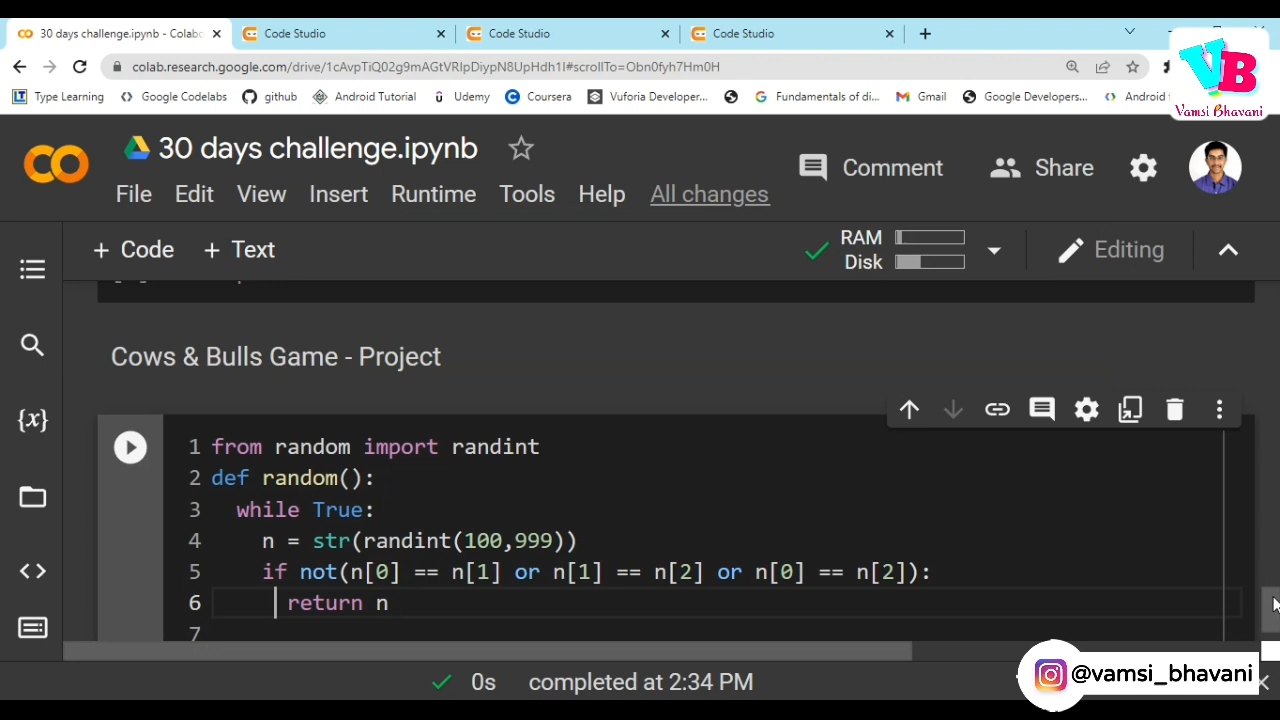 30 days challenge.ipynb - Colabo
Code Studio
Code Studio
Code Studio
colab.research.google.com/drive/1cAvpTiQ02g9mAGtVRIpDiypN8UpHdh1I#scrollTo=Obn0fyh7Hm0H
Type Learning
Google Codelabs
github
Android Tutorial
Udemy
Coursera
Vuforia Developer...
Fundamentals of di...
Gmail
Google Developers...
Android
VB
Vamsi Bhavani
30 days challenge.ipynb
Comment
Share
File Edit View Insert Runtime Tools Help All changes
+ Code + Text
RAM
Disk
Editing
Cows & Bulls Game - Project
1 from random import randint
2 def random():
3 while True:
4 n = str(randint(100,999))
5 if not(n[0] == n[1] or n[1] == n[2] or n[0] == n[2]):
6 return n
7
0s completed at 2:34 PM
@vamsi_bhavani